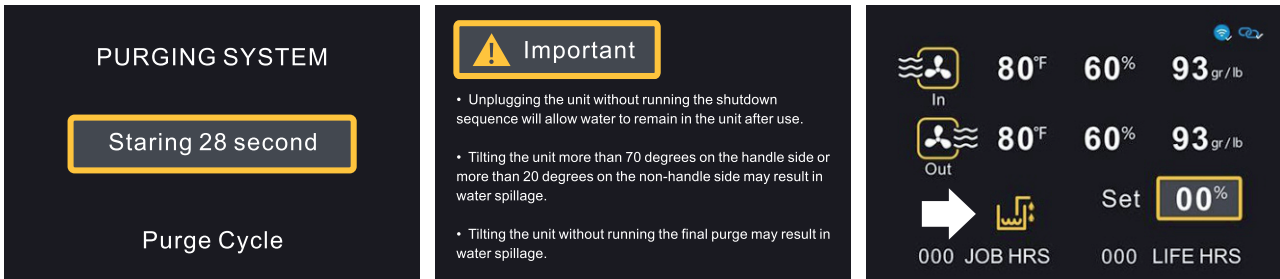 PURGING SYSTEM
Staring 28 second
Purge Cycle
Important
• Unplugging the unit without running the shutdown
sequence will allow water to remain in the unit after use.
• Tilting the unit more than 70 degrees on the handle side or
more than 20 degrees on the non-handle side may result in
water spillage.
• Tilting the unit without running the final purge may result in
water spillage.
80°F 60% 93 gr/lb
In
80°F 60% 93 gr/lb
Out
Set 00%
000 JOB HRS 000 LIFE HRS